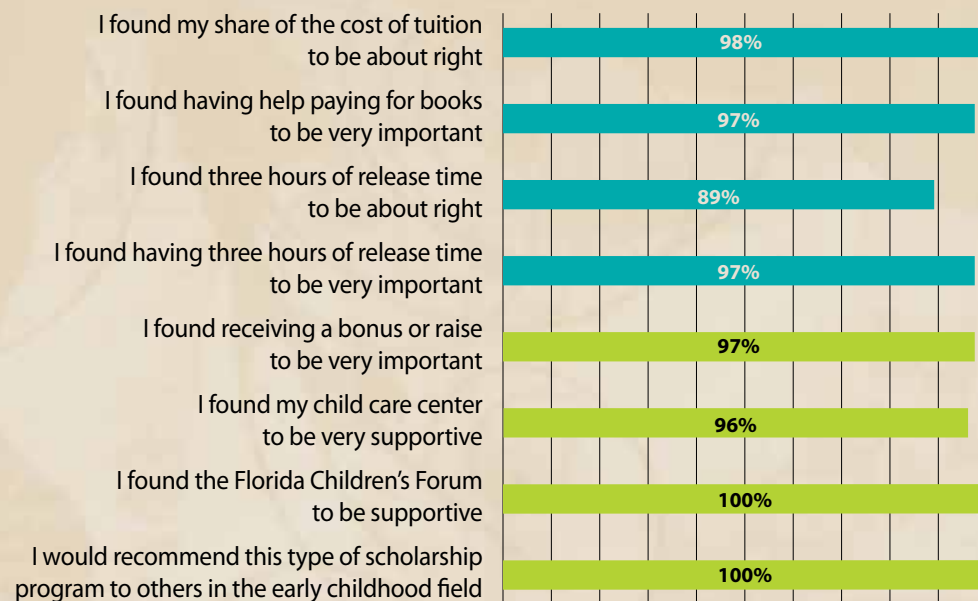 I found my share of the cost of tuition
to be about right
98%
I found having help paying for books
to be very important
97%
I found three hours of release time
to be about right
89%
I found having three hours of release time
to be very important
97%
I found receiving a bonus or raise
to be very important
97%
I found my child care center
to be very supportive
96%
I found the Florida Children’s Forum
to be supportive
100%
I would recommend this type of scholarship
program to others in the early childhood field
100%